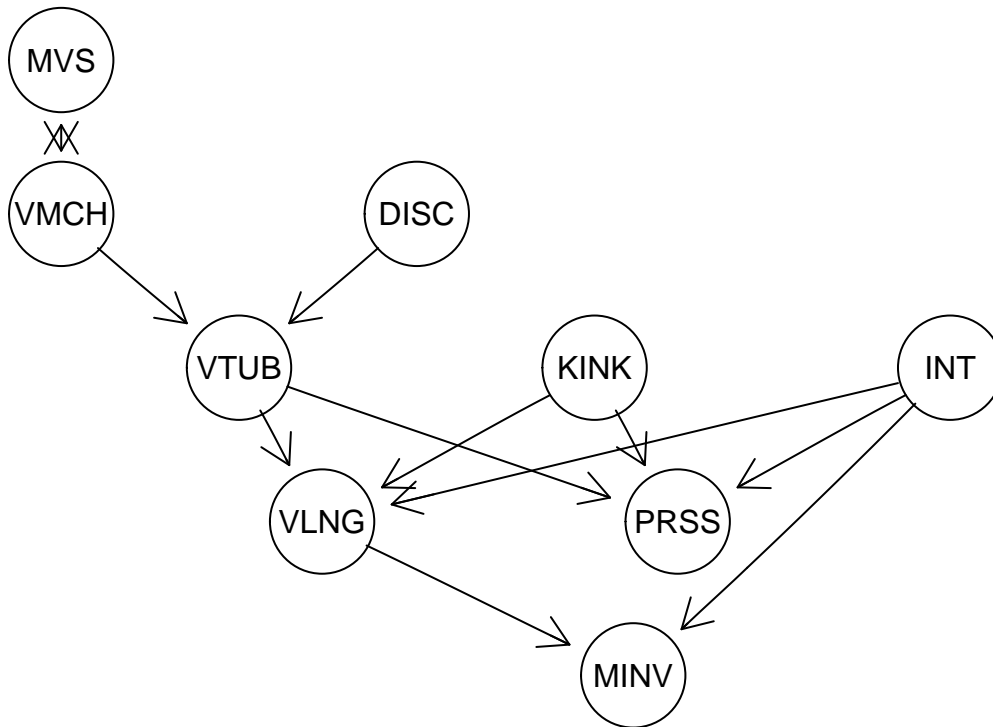 MVS
VMCH
DISC
VTUB
KINK
INT
VLNG
PRSS
MINV